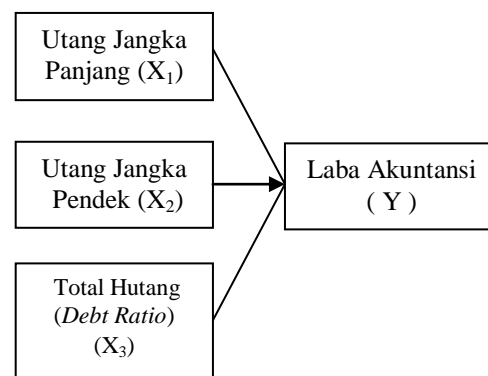 Utang Jangka
Panjang (X₁)
Utang Jangka
Pendek (X₂)
Laba Akuntansi
( Y )
Total Hutang
(Debt Ratio)
(X₃)